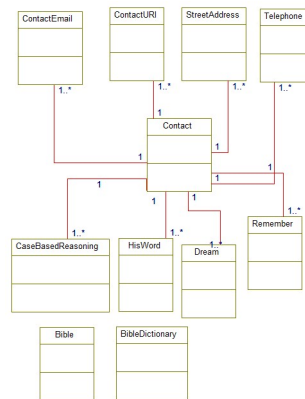 ContactEmail
ContactURI
StreetAddress
Telephone
1..*
1..*
1..*
1..*
1
1
Contact
1
1
1
1
1
1
1..*
1..*
1..*
1..*
CaseBasedReasoning
HisWord
Dream
Remember
Bible
BibleDictionary